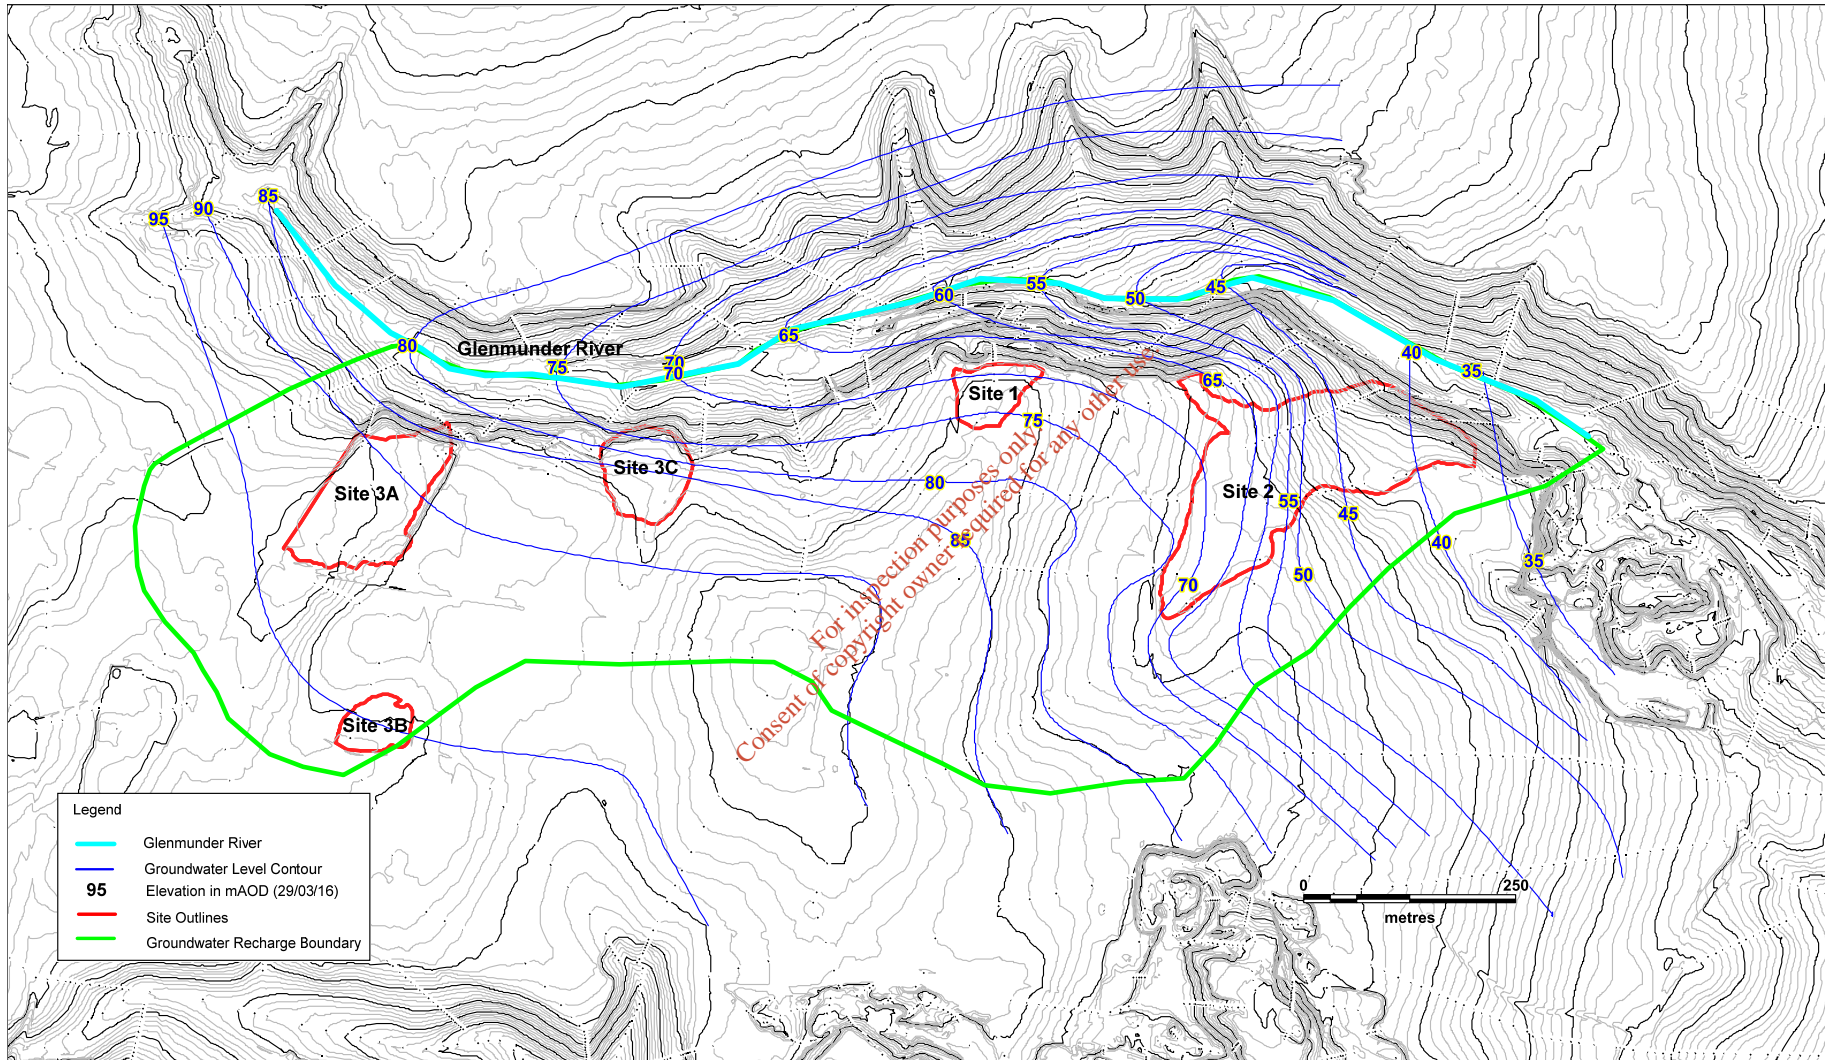 85
90
95
60
55
50
45
65
80
Glenmunder River
75
70
70
40
35
65
Site 1
75
Site 3C
80
Site 3A
Site 2
55
45
85
40
35
50
70
Site 3B
For inspection purposes only.
Consent of copyright owner required for any other use.
Legend
Glenmunder River
Groundwater Level Contour
95 Elevation in mAOD (29/03/16)
Site Outlines
Groundwater Recharge Boundary
0 250
metres